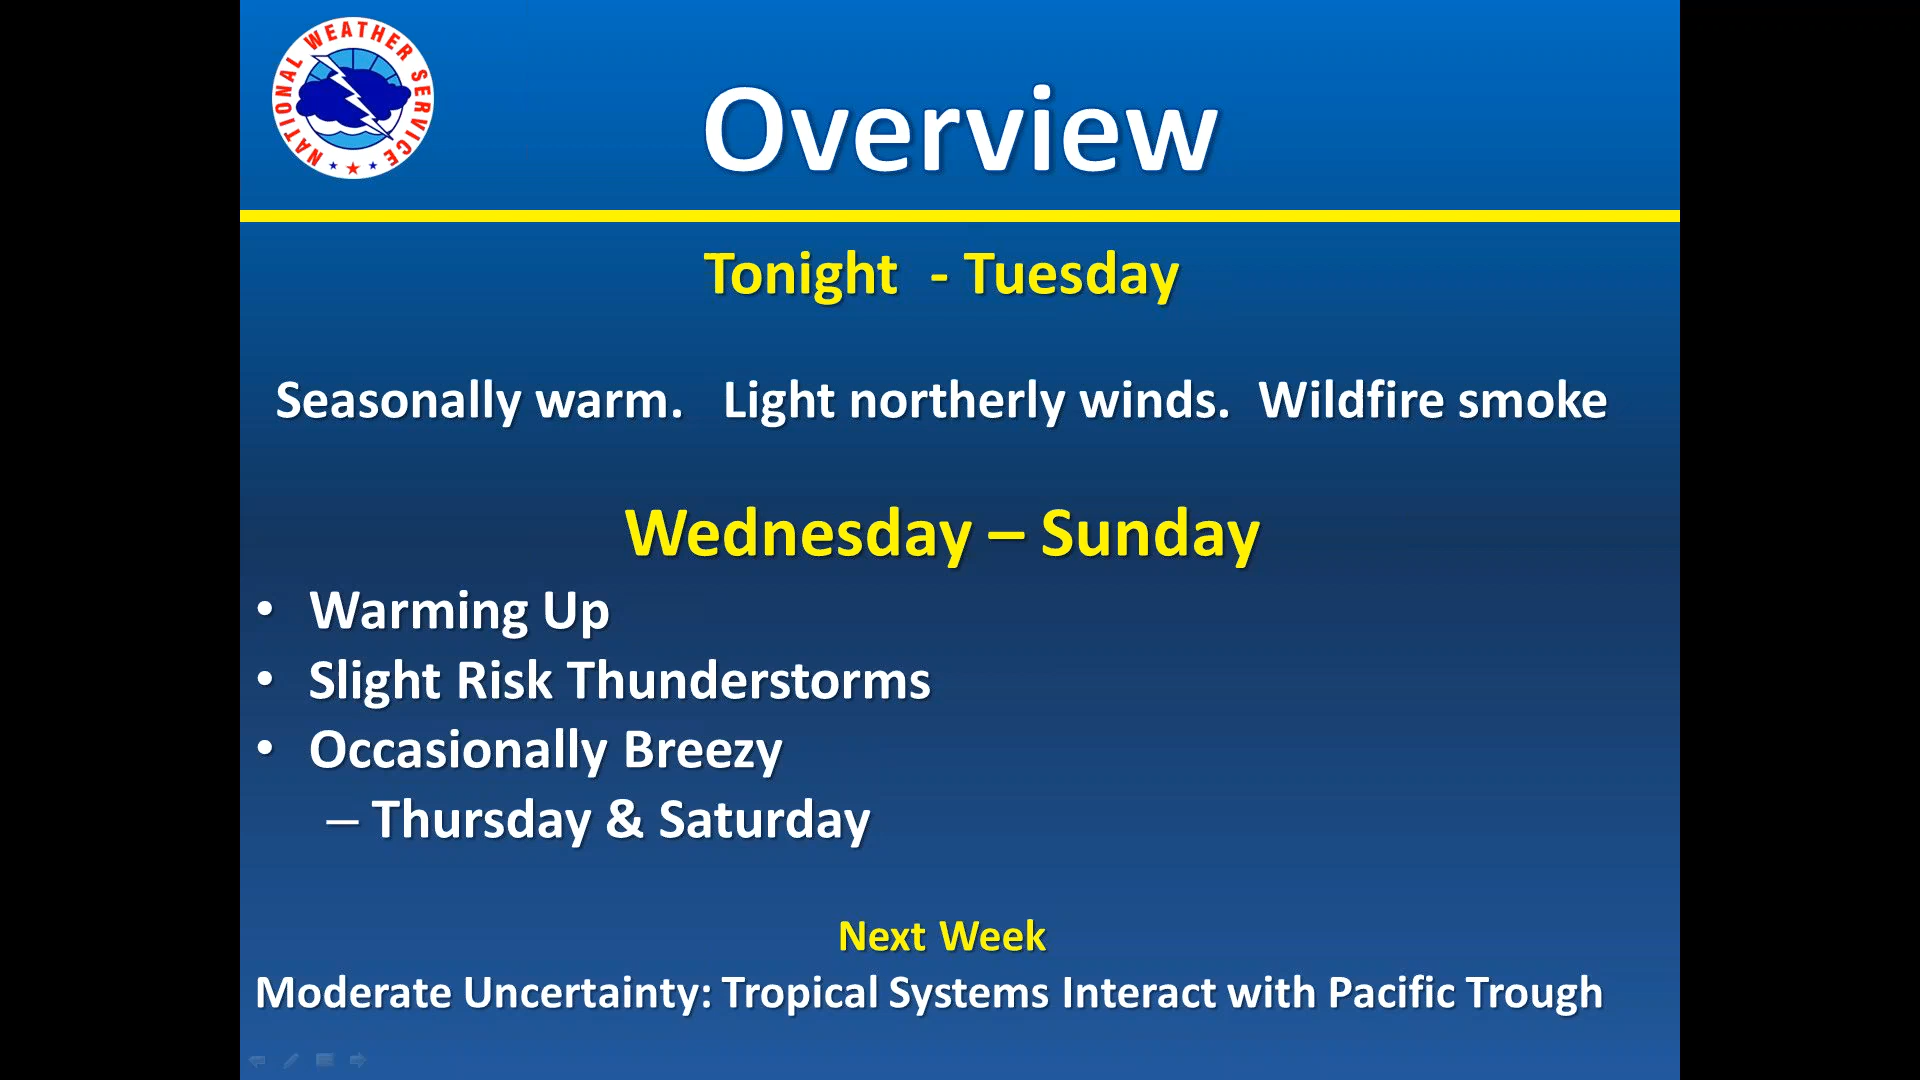 NATIONAL WEATHER SERVICE
Overview
Tonight - Tuesday
Seasonally warm. Light northerly winds. Wildfire smoke
Wednesday – Sunday
• Warming Up
• Slight Risk Thunderstorms
• Occasionally Breezy
– Thursday & Saturday
Next Week
Moderate Uncertainty: Tropical Systems Interact with Pacific Trough